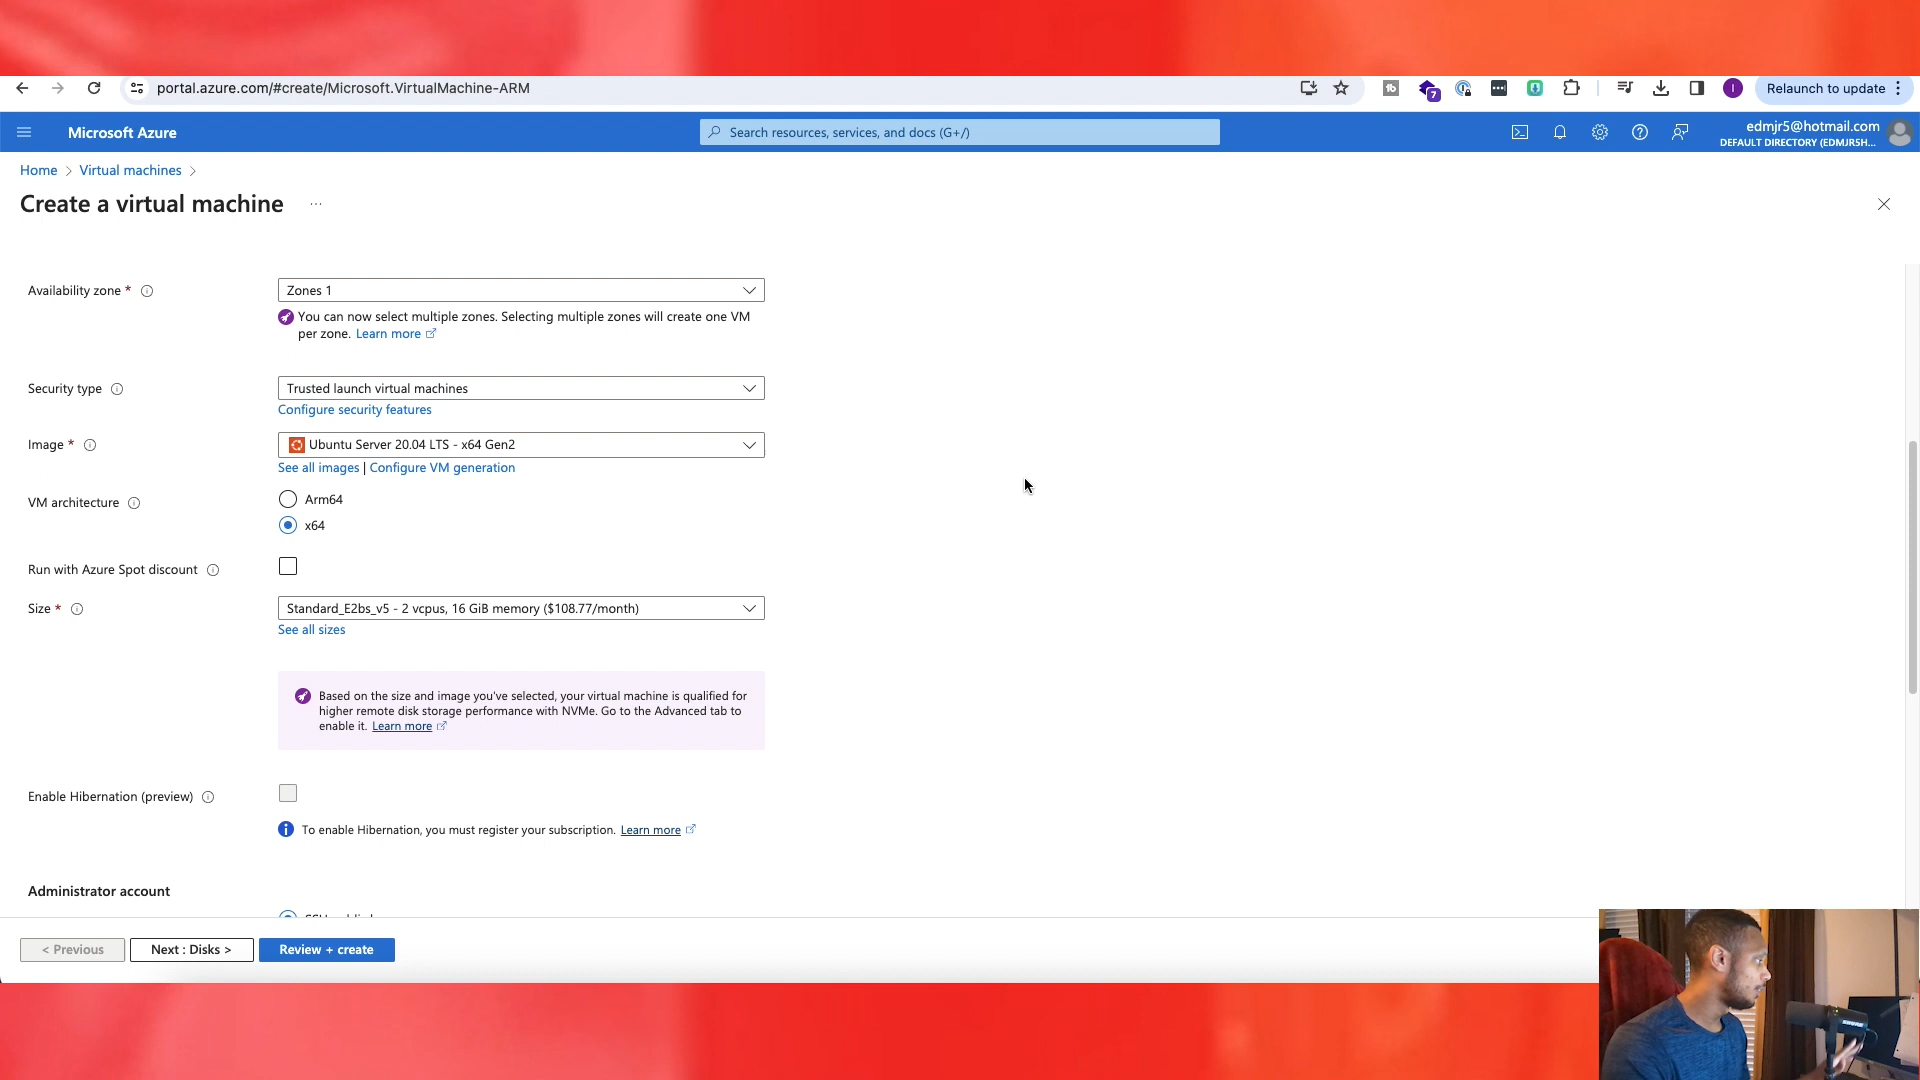 portal.azure.com/#create/Microsoft.VirtualMachine-ARM
7
I
Relaunch to update
Microsoft Azure
Search resources, services, and docs (G+/)
edmjr5@hotmail.com
DEFAULT DIRECTORY (EDMJR5H...
Home > Virtual machines >
Create a virtual machine
...
Availability zone *
Zones 1
You can now select multiple zones. Selecting multiple zones will create one VM
per zone. Learn more
Security type
Trusted launch virtual machines
Configure security features
Image *
Ubuntu Server 20.04 LTS - x64 Gen2
See all images | Configure VM generation
VM architecture
Arm64
x64
Run with Azure Spot discount
Size *
Standard_E2bs_v5 - 2 vcpus, 16 GiB memory ($108.77/month)
See all sizes
Based on the size and image you've selected, your virtual machine is qualified for
higher remote disk storage performance with NVMe. Go to the Advanced tab to
enable it. Learn more
Enable Hibernation (preview)
To enable Hibernation, you must register your subscription. Learn more
Administrator account
< Previous
Next : Disks >
Review + create